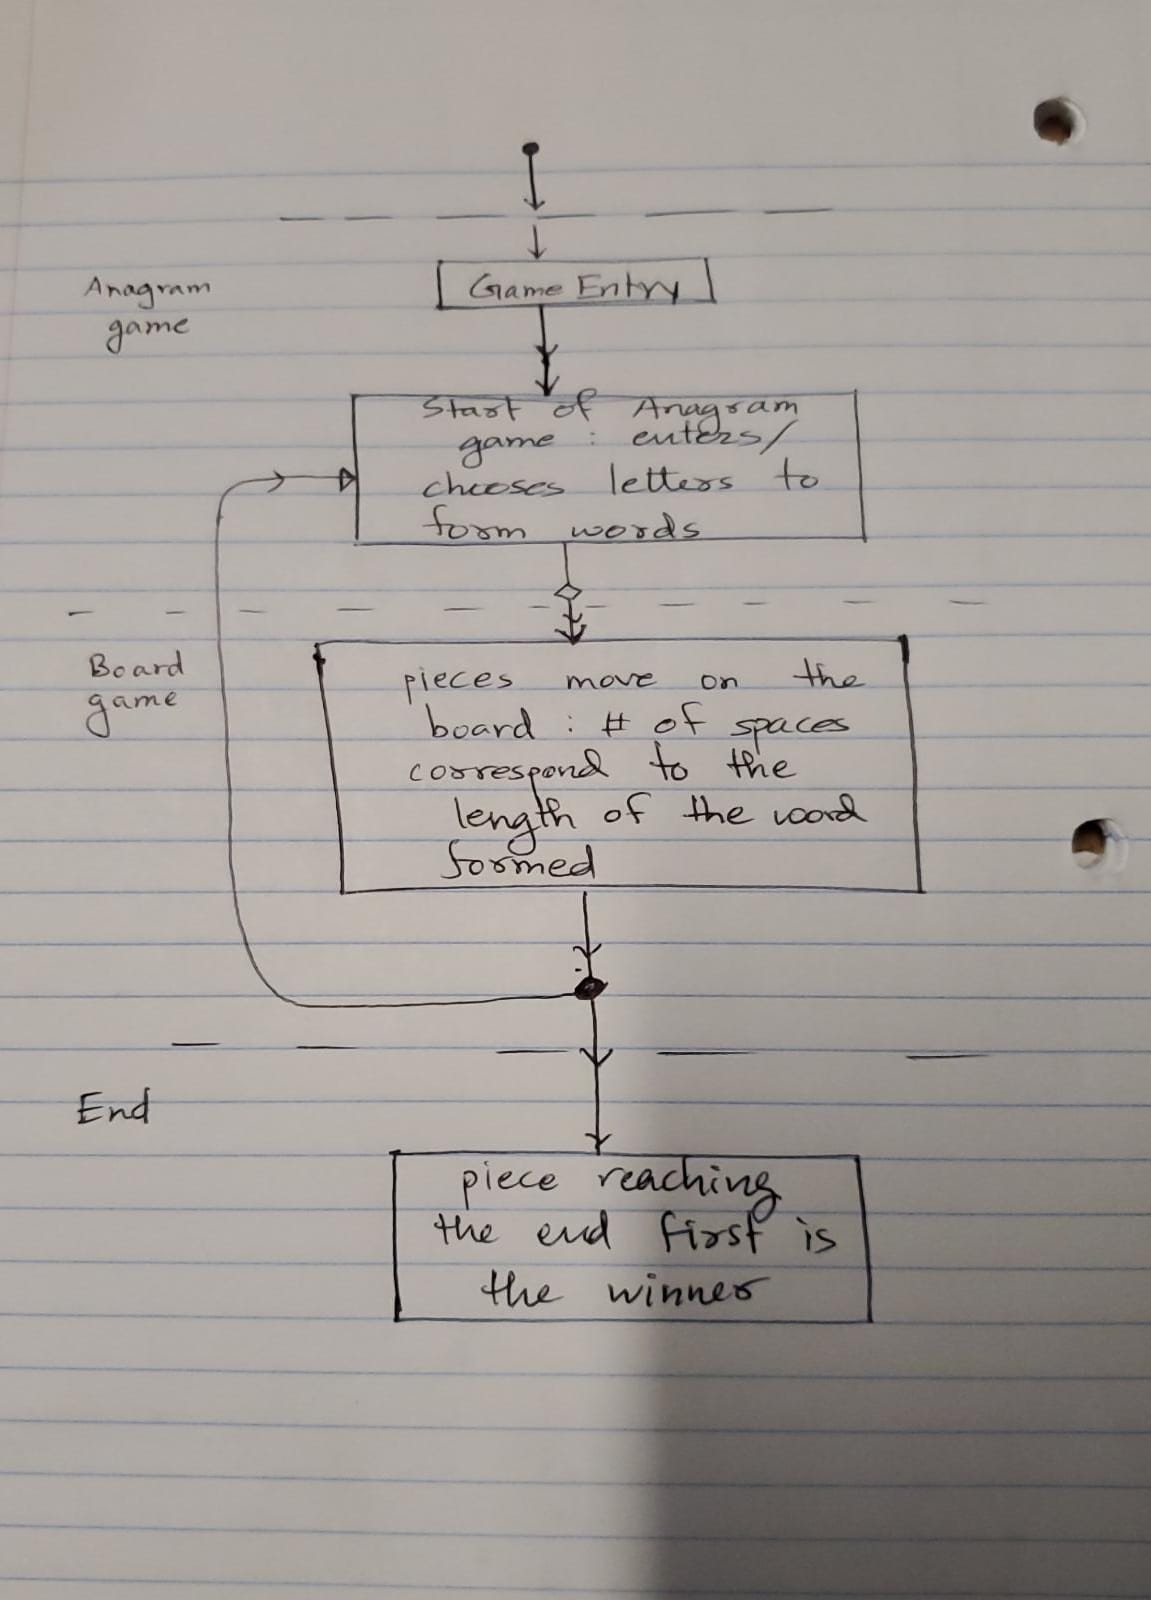 Anagram
game
Game Entry
Start of Anagram
game : enters/
chooses letters to
form words
Board
game
pieces move on the
board : # of spaces
correspond to the
length of the word
formed
End
piece reaching
the end first is
the winner